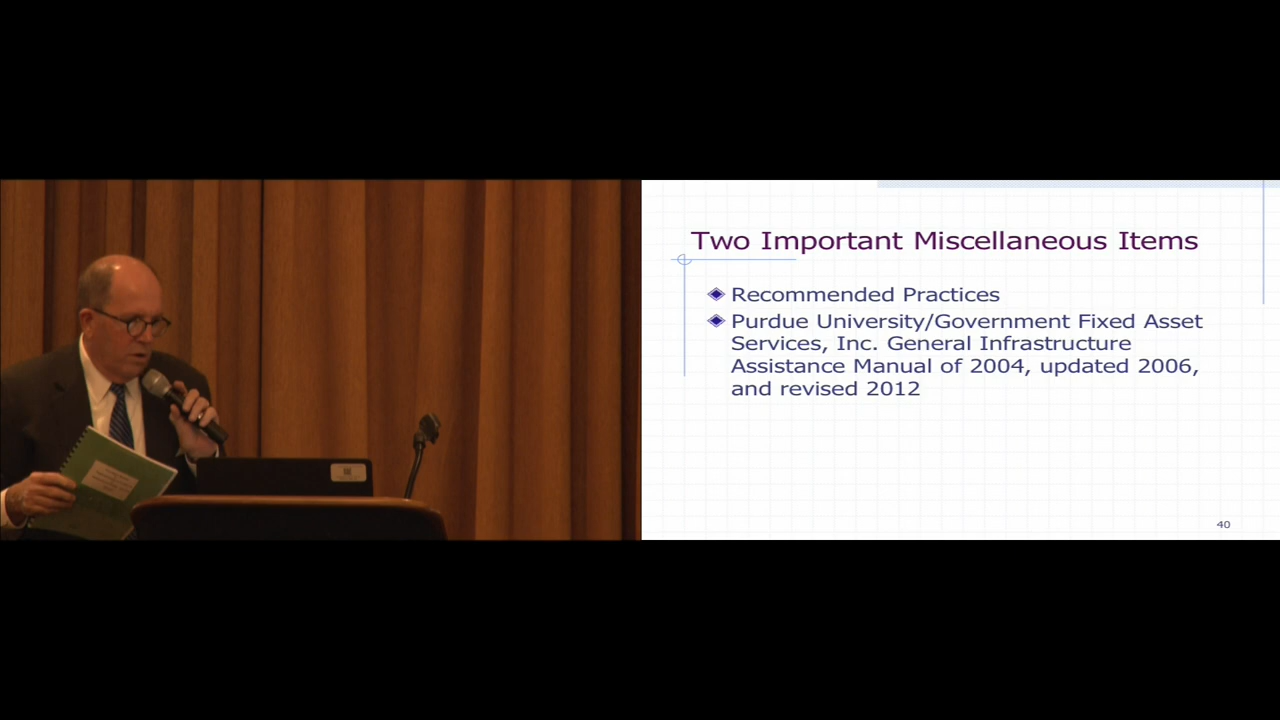 Two Important Miscellaneous Items
Recommended Practices
Purdue University/Government Fixed Asset
Services, Inc. General Infrastructure
Assistance Manual of 2004, updated 2006,
and revised 2012
40